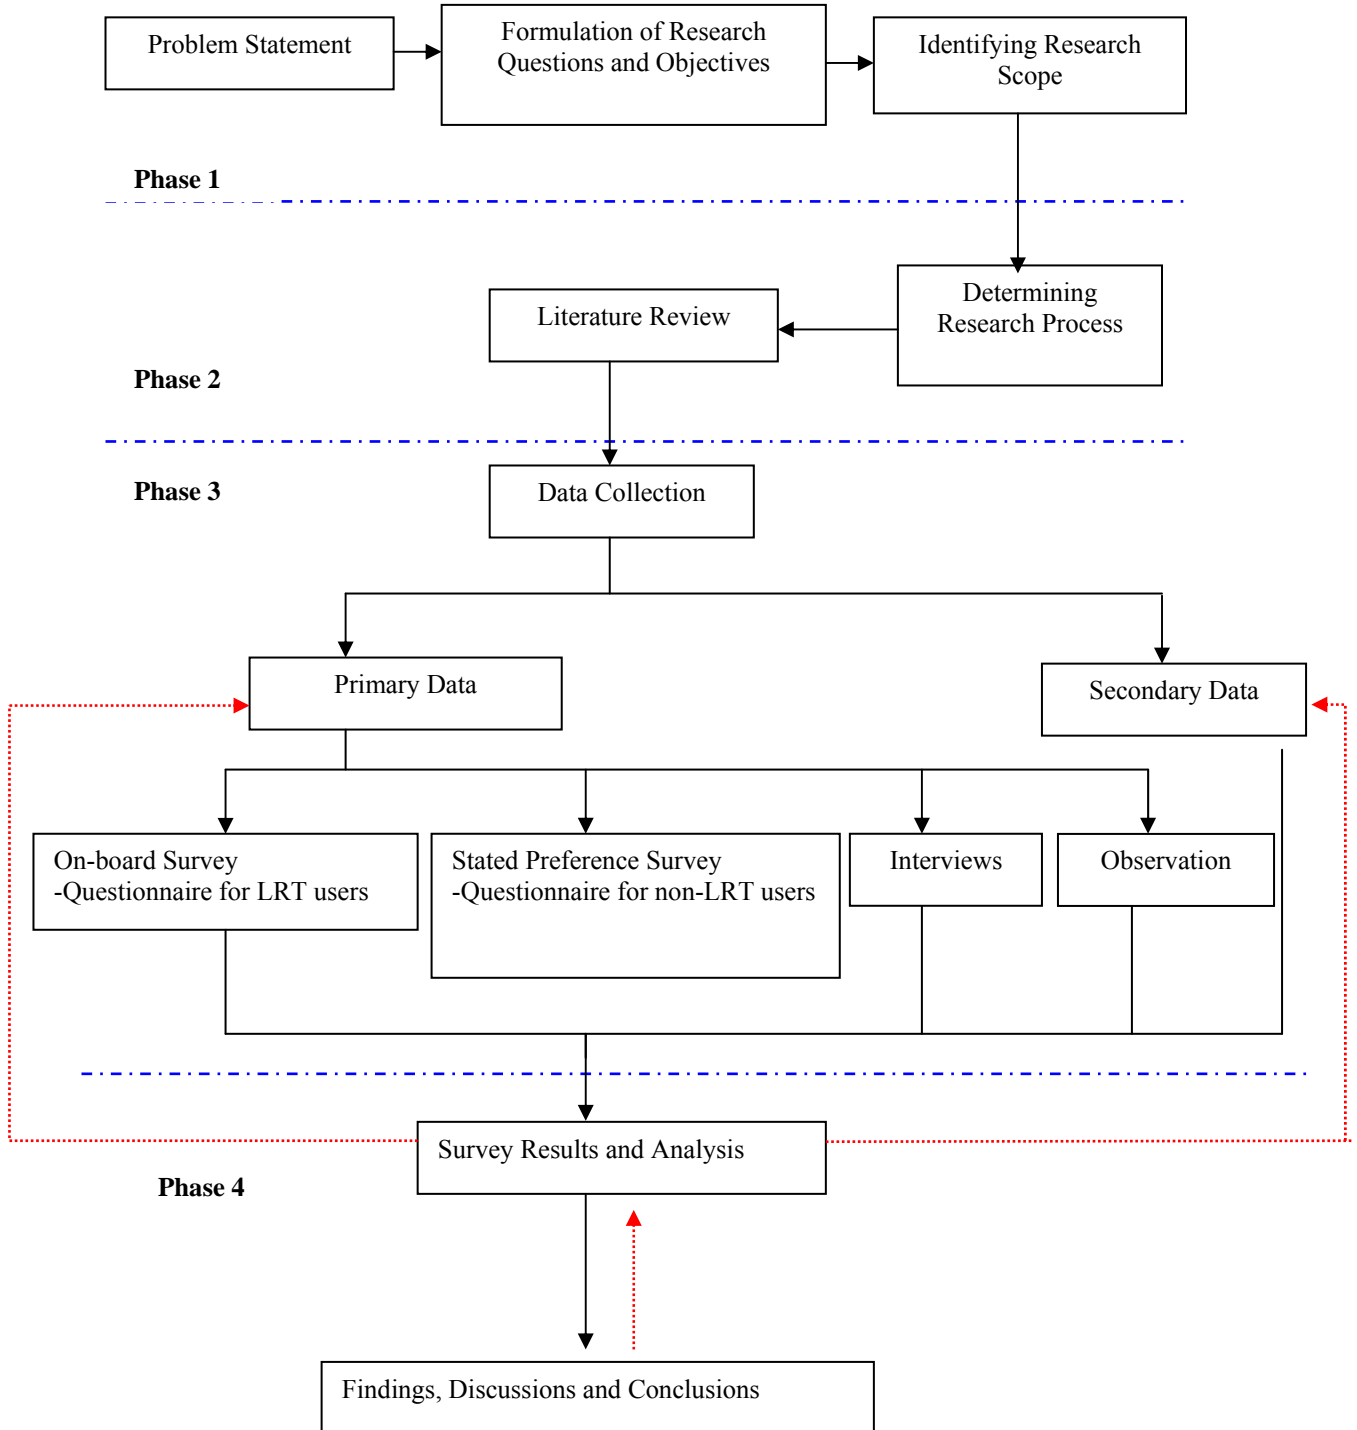 Problem Statement
Formulation of Research
Questions and Objectives
Identifying Research
Scope
Phase 1
Determining
Research Process
Literature Review
Phase 2
Phase 3
Data Collection
Primary Data
Secondary Data
On-board Survey
-Questionnaire for LRT users
Stated Preference Survey
-Questionnaire for non-LRT users
Interviews
Observation
Survey Results and Analysis
Phase 4
Findings, Discussions and Conclusions